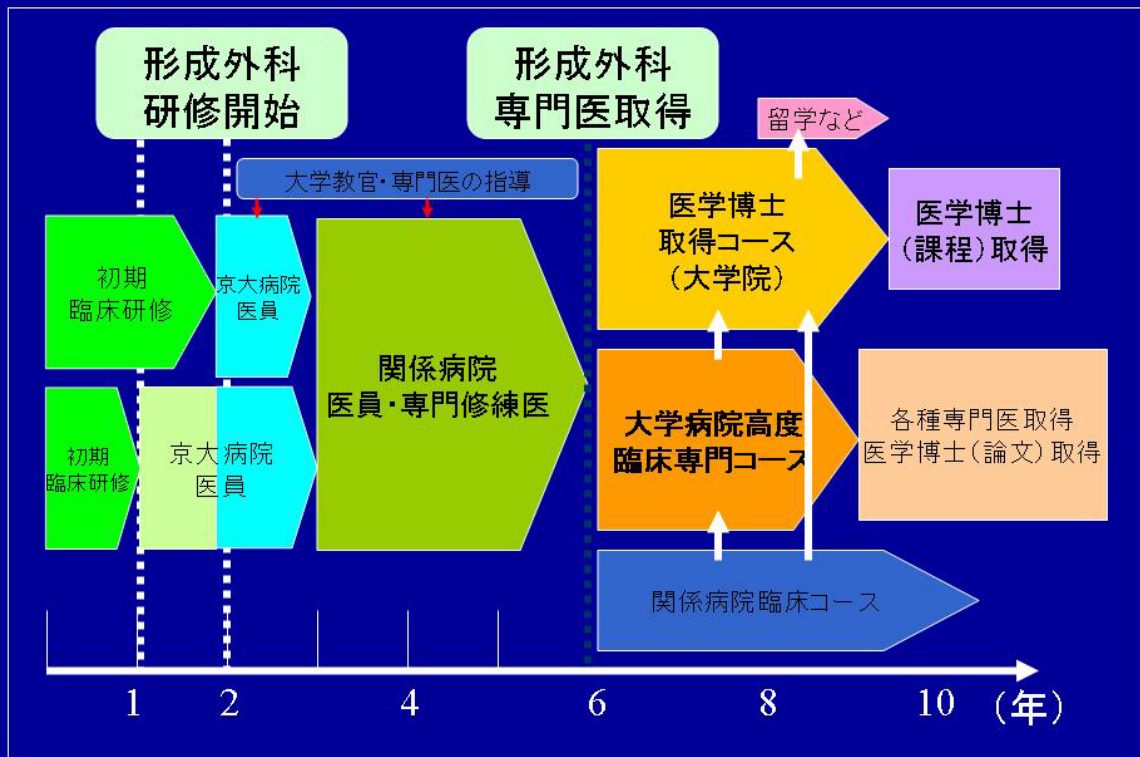 形成外科
研修開始
形成外科
専門医取得
留学など
大学教官・専門医の指導
初期
臨床研修
京大病院
医員
関係病院
医員・専門修練医
医学博士
取得コース
(大学院)
医学博士
(課程)取得
初期
臨床研修
京大病院
医員
大学病院高度
臨床専門コース
各種専門医取得
医学博士(論文)取得
関係病院臨床コース
1 2 4 6 8 10 (年)